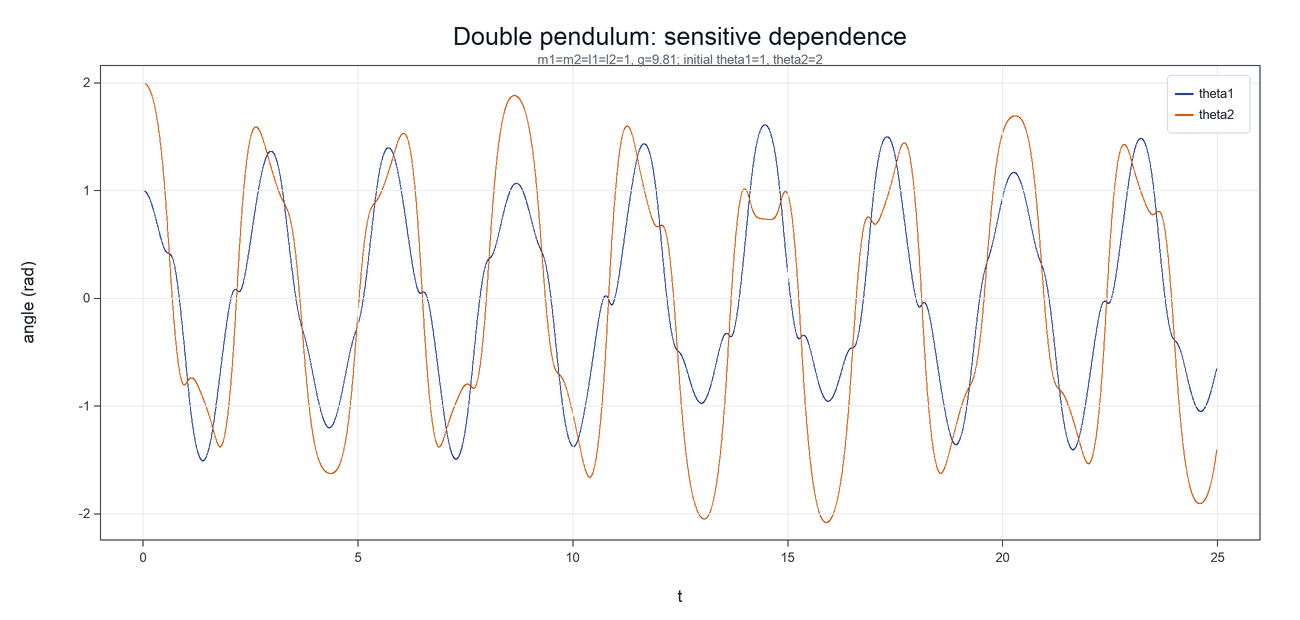 Double pendulum: sensitive dependence
m1=m2=l1=l2=1, g=9.81; initial theta1=1, theta2=2
theta1
theta2
angle (rad)
2
1
0
-1
-2
0 5 10 15 20 25
t